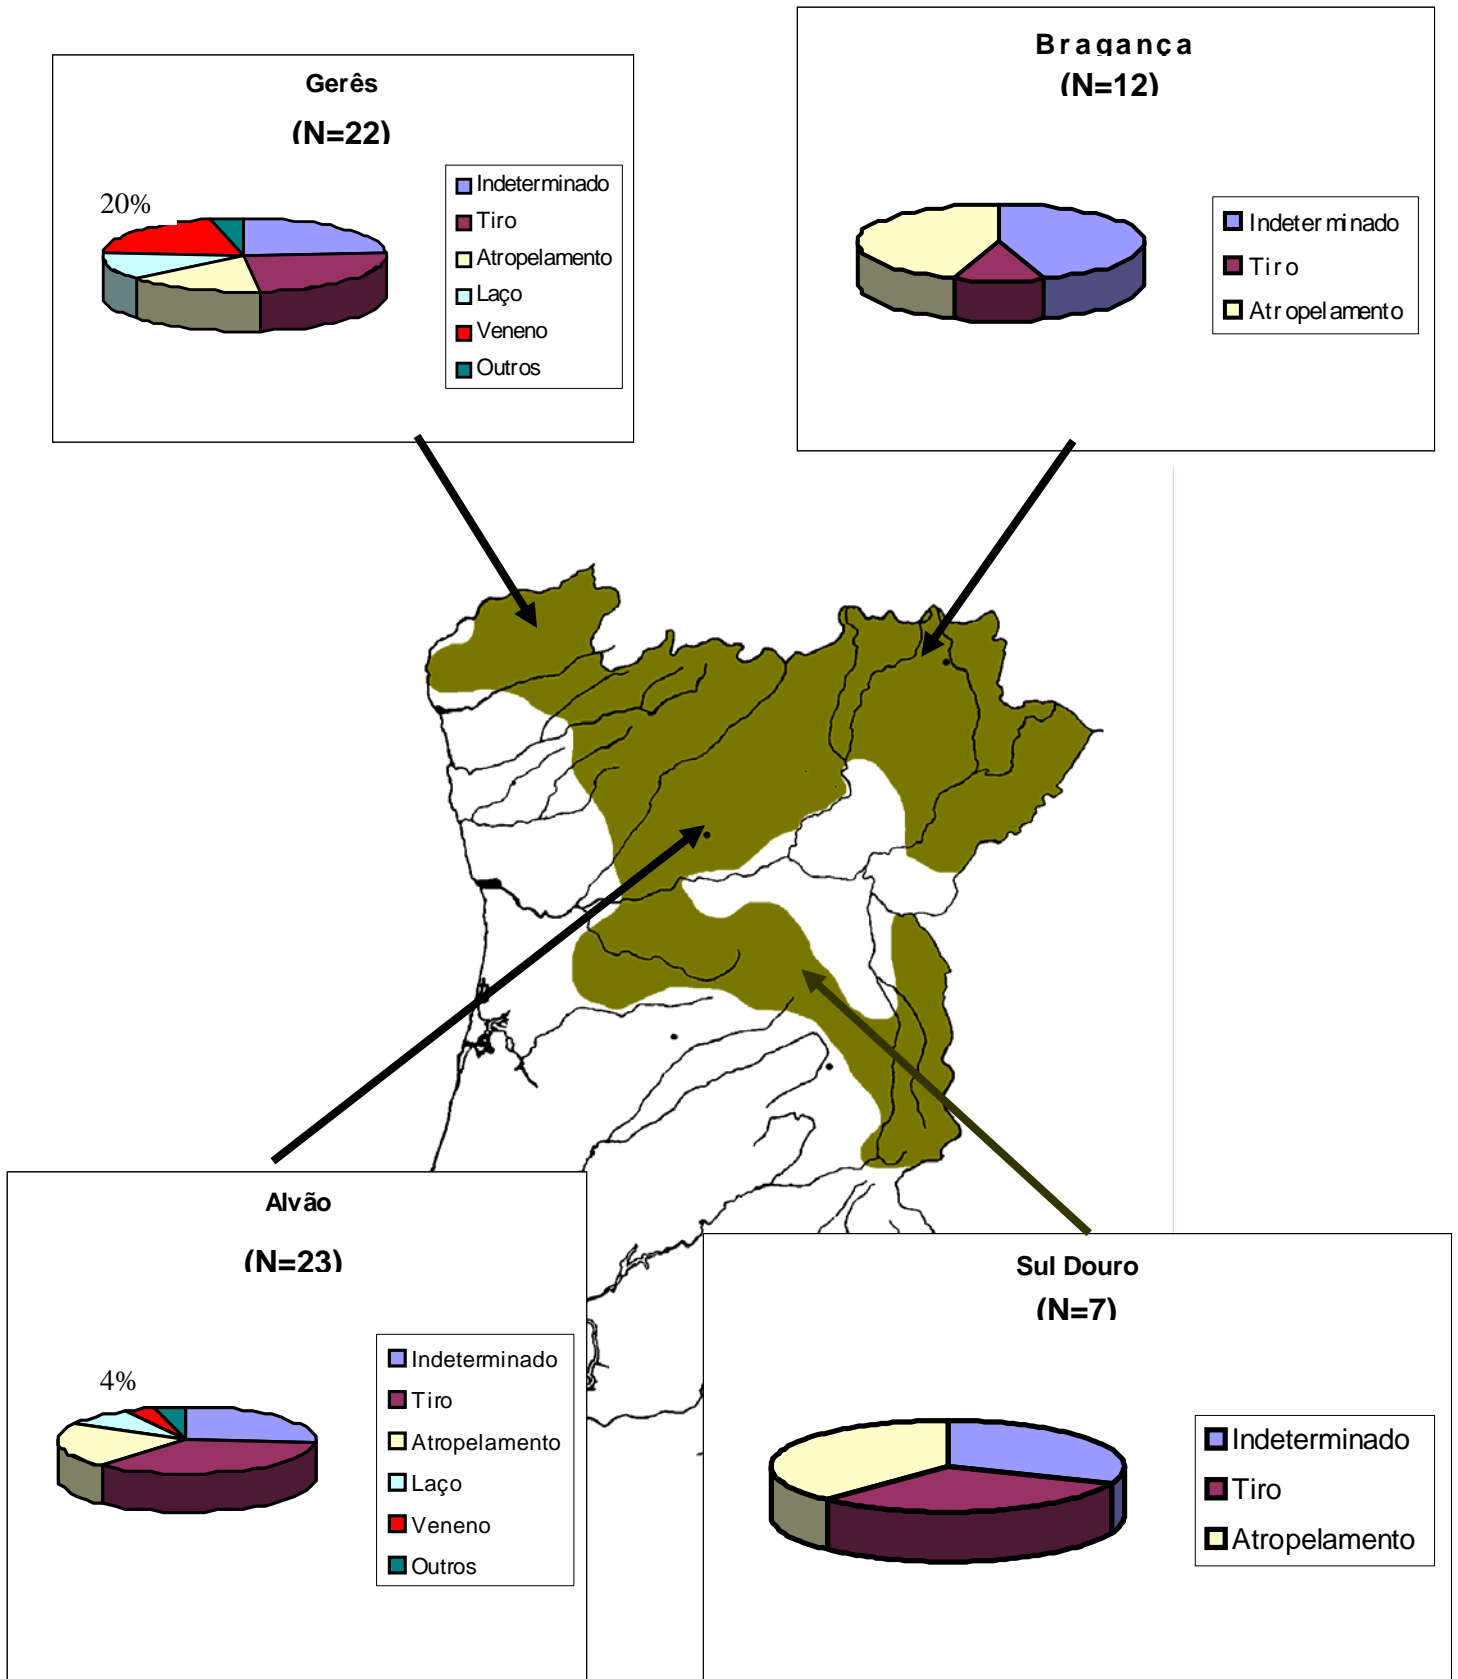 Gerês
(N=22)
20%
Indeterminado
Tiro
Atropelamento
Laço
Veneno
Outros
Bragança
(N=12)
Indeterminado
Tiro
Atropelamento
Alvão
(N=23)
4%
Indeterminado
Tiro
Atropelamento
Laço
Veneno
Outros
Sul Douro
(N=7)
Indeterminado
Tiro
Atropelamento